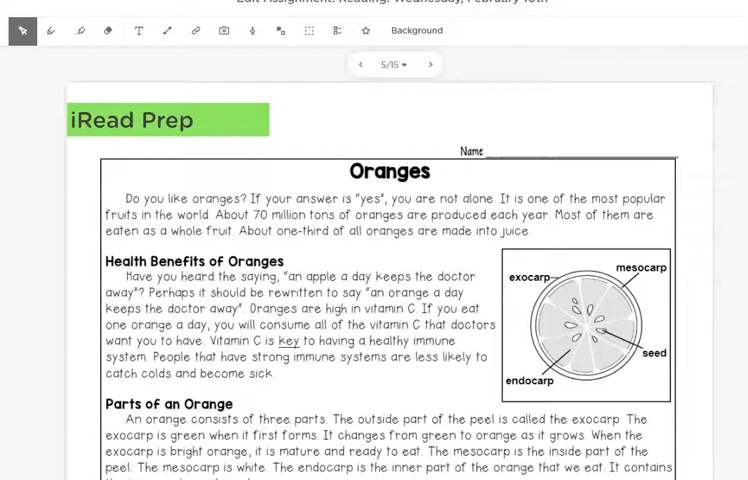 Edit Assignment: Reading: Wednesday, February 10th
T
Background
5/15
iRead Prep
Name
Oranges
Do you like oranges? If your answer is "yes", you are not alone. It is one of the most popular
fruits in the world. About 70 million tons of oranges are produced each year. Most of them are
eaten as a whole fruit. About one-third of all oranges are made into juice.
Health Benefits of Oranges
Have you heard the saying, "an apple a day keeps the doctor
away"? Perhaps it should be rewritten to say "an orange a day
keeps the doctor away". Oranges are high in vitamin C. If you eat
one orange a day, you will consume all of the vitamin C that doctors
want you to have. Vitamin C is key to having a healthy immune
system. People that have strong immune systems are less likely to
catch colds and become sick.
exocarp
mesocarp
seed
endocarp
Parts of an Orange
An orange consists of three parts. The outside part of the peel is called the exocarp. The
exocarp is green when it first forms. It changes from green to orange as it grows. When the
exocarp is bright orange, it is mature and ready to eat. The mesocarp is the inside part of the
peel. The mesocarp is white. The endocarp is the inner part of the orange that we eat. It contains